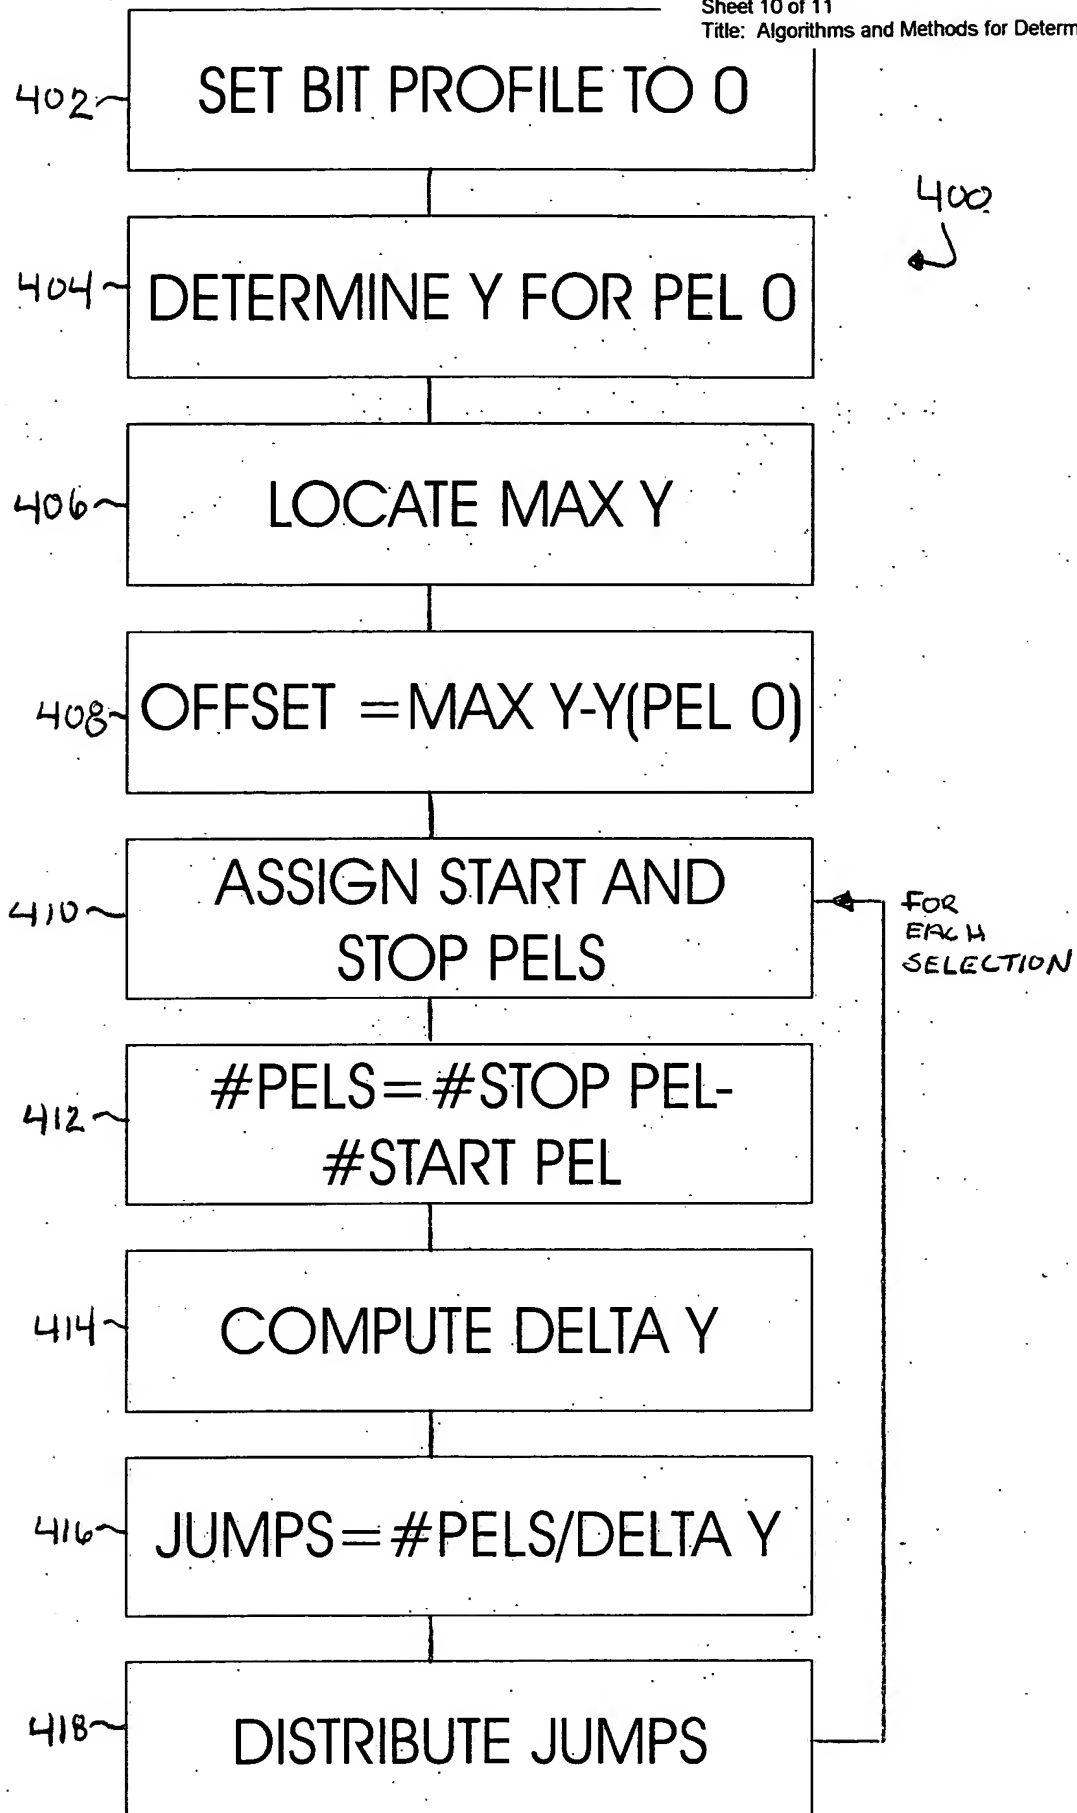 Sheet 10 of 11
Title: Algorithms and Methods for Determ
402 SET BIT PROFILE TO 0
400
404 DETERMINE Y FOR PEL 0
406 LOCATE MAX Y
408 OFFSET =MAX Y-Y(PEL 0)
410 ASSIGN START AND
STOP PELS
FOR
EACH
SELECTION
412 #PELS=#STOP PEL-
#START PEL
414 COMPUTE DELTA Y
416 JUMPS=#PELS/DELTA Y
418 DISTRIBUTE JUMPS